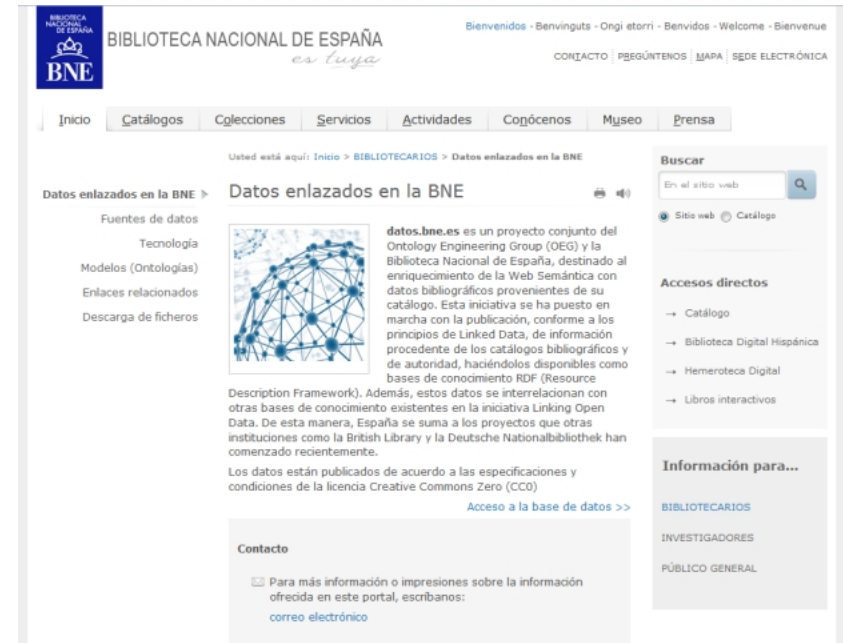 BIBLIOTECA
NACIONAL
DE ESPAÑA
BNE
BIBLIOTECA NACIONAL DE ESPAÑA
es tuya
Bienvenidos - Benvinguts - Ongi etorri - Benvidos - Welcome - Bienvenue
CONTACTO PREGÚNTENOS MAPA SEDE ELECTRÓNICA
Inicio Catálogos Colecciones Servicios Actividades Conócenos Museo Prensa
Usted está aquí: Inicio > BIBLIOTECARIOS > Datos enlazados en la BNE
Datos enlazados en la BNE
Fuentes de datos
Tecnología
Modelos (Ontologías)
Enlaces relacionados
Descarga de ficheros
Datos enlazados en la BNE
datos.bne.es es un proyecto conjunto del
Ontology Engineering Group (OEG) y la
Biblioteca Nacional de España, destinado al
enriquecimiento de la Web Semántica con
datos bibliográficos provenientes de su
catálogo. Esta iniciativa se ha puesto en
marcha con la publicación, conforme a los
principios de Linked Data, de información
procedente de los catálogos bibliográficos y
de autoridad, haciéndolos disponibles como
bases de conocimiento RDF (Resource
Description Framework). Además, estos datos se interrelacionan con
otras bases de conocimiento existentes en la iniciativa Linking Open
Data. De esta manera, España se suma a los proyectos que otras
instituciones como la British Library y la Deutsche Nationalbibliothek han
comenzado recientemente.
Los datos están publicados de acuerdo a las especificaciones y
condiciones de la licencia Creative Commons Zero (CC0)
Acceso a la base de datos >>
Contacto
Para más información o impresiones sobre la información
ofrecida en este portal, escríbanos:
correo electrónico
Buscar
En el sitio web
Sitio web Catálogo
Accesos directos
→ Catálogo
→ Biblioteca Digital Hispánica
→ Hemeroteca Digital
→ Libros interactivos
Información para...
BIBLIOTECARIOS
INVESTIGADORES
PÚBLICO GENERAL